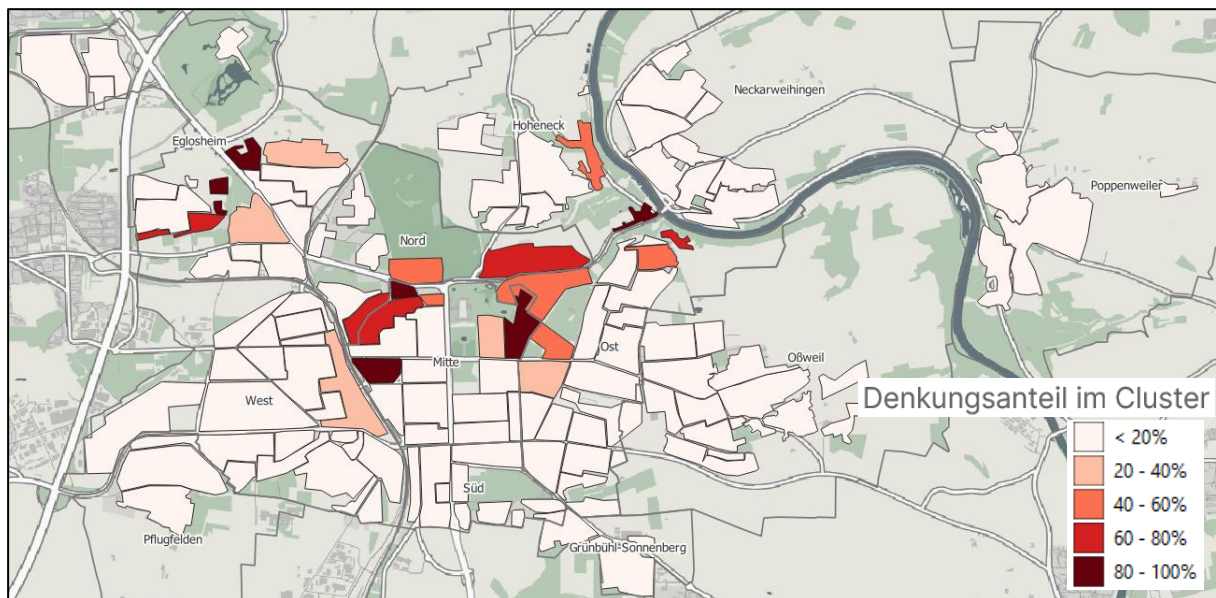 Neckarweihingen
Hoheneck
Eglosheim
Poppenweiler
Nord
Ost
Oßweil
Mitte
West
Süd
Pflugfelden
Grünbühl-Sonnenberg
Denkungsanteil im Cluster
< 20%
20 - 40%
40 - 60%
60 - 80%
80 - 100%